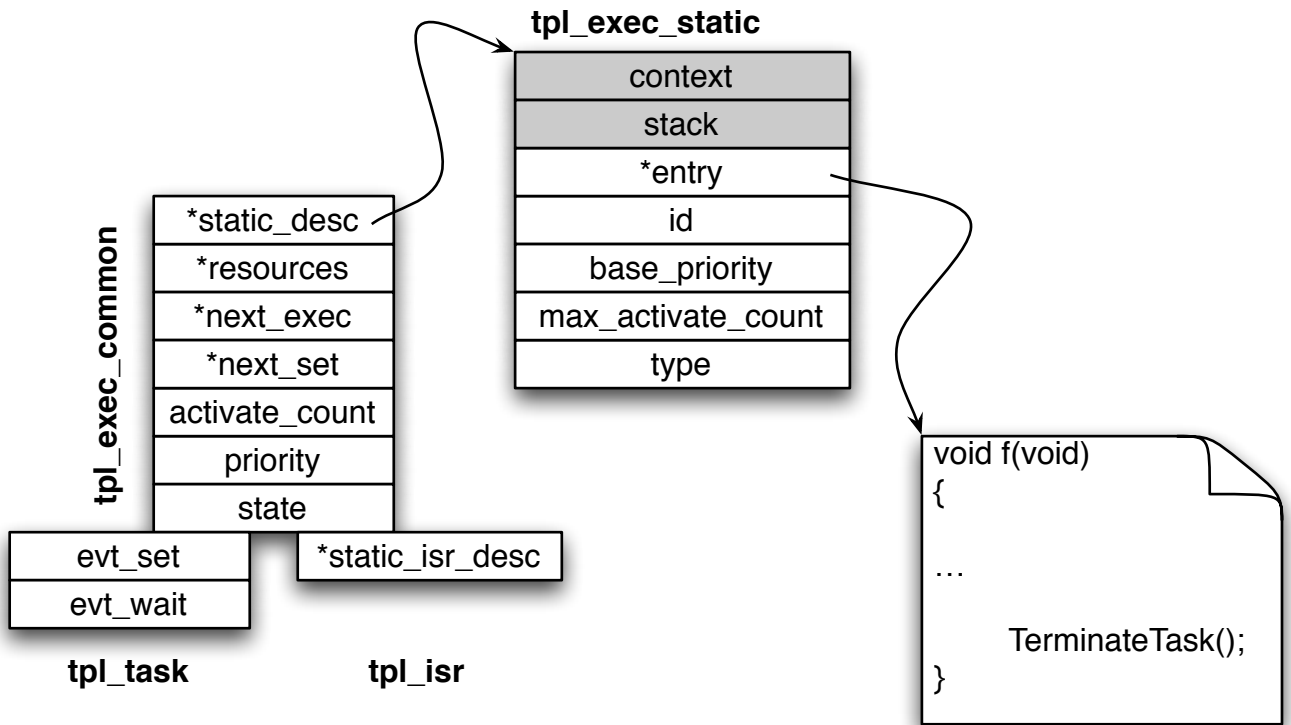 tpl_exec_static
context
stack
*entry
id
base_priority
max_activate_count
type
tpl_exec_common
*static_desc
*resources
*next_exec
*next_set
activate_count
priority
state
evt_set
evt_wait
*static_isr_desc
tpl_task
tpl_isr
void f(void)
{
...
TerminateTask();
}